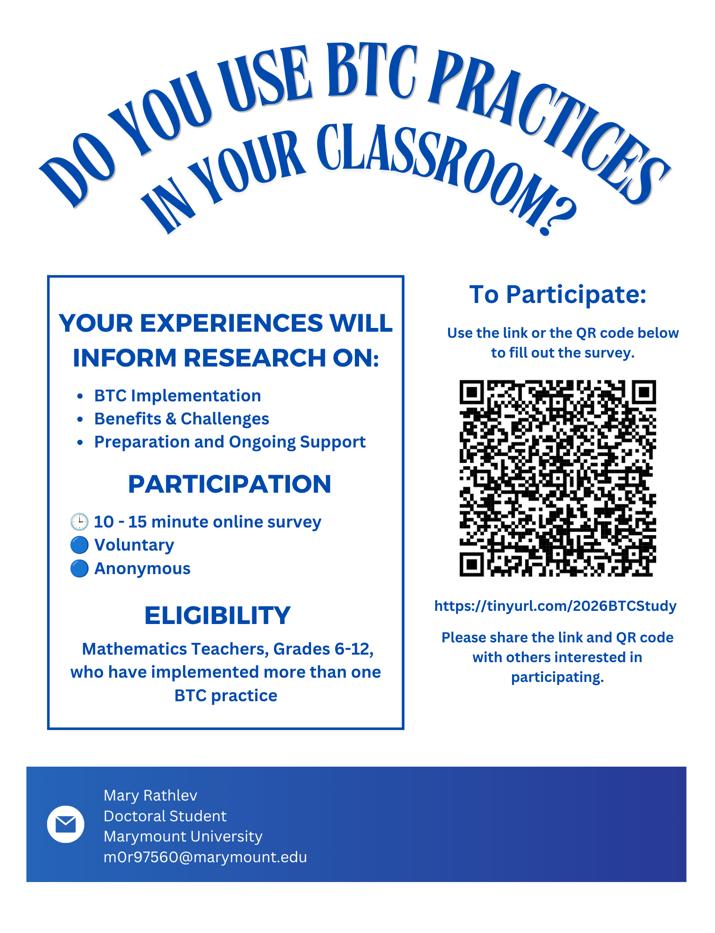 DO YOU USE BTC PRACTICES
IN YOUR CLASSROOM?
YOUR EXPERIENCES WILL
INFORM RESEARCH ON:
• BTC Implementation
• Benefits & Challenges
• Preparation and Ongoing Support
PARTICIPATION
🕒 10 - 15 minute online survey
🔵 Voluntary
🔵 Anonymous
ELIGIBILITY
Mathematics Teachers, Grades 6-12,
who have implemented more than one
BTC practice
To Participate:
Use the link or the QR code below
to fill out the survey.
https://tinyurl.com/2026BTCStudy
Please share the link and QR code
with others interested in
participating.
Mary Rathlev
Doctoral Student
Marymount University
m0r97560@marymount.edu